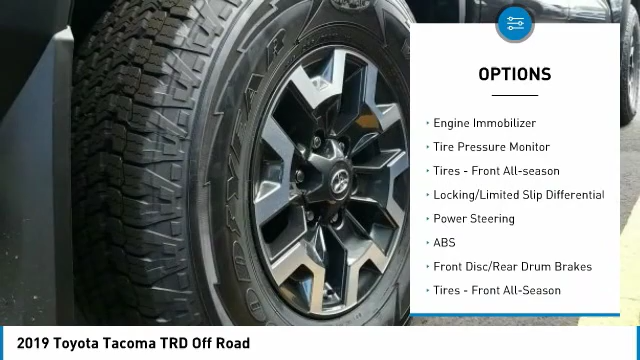 GOODYEAR
OPTIONS
Engine Immobilizer
Tire Pressure Monitor
Tires - Front All-season
Locking/Limited Slip Differential
Power Steering
ABS
Front Disc/Rear Drum Brakes
Tires - Front All-Season
2019 Toyota Tacoma TRD Off Road